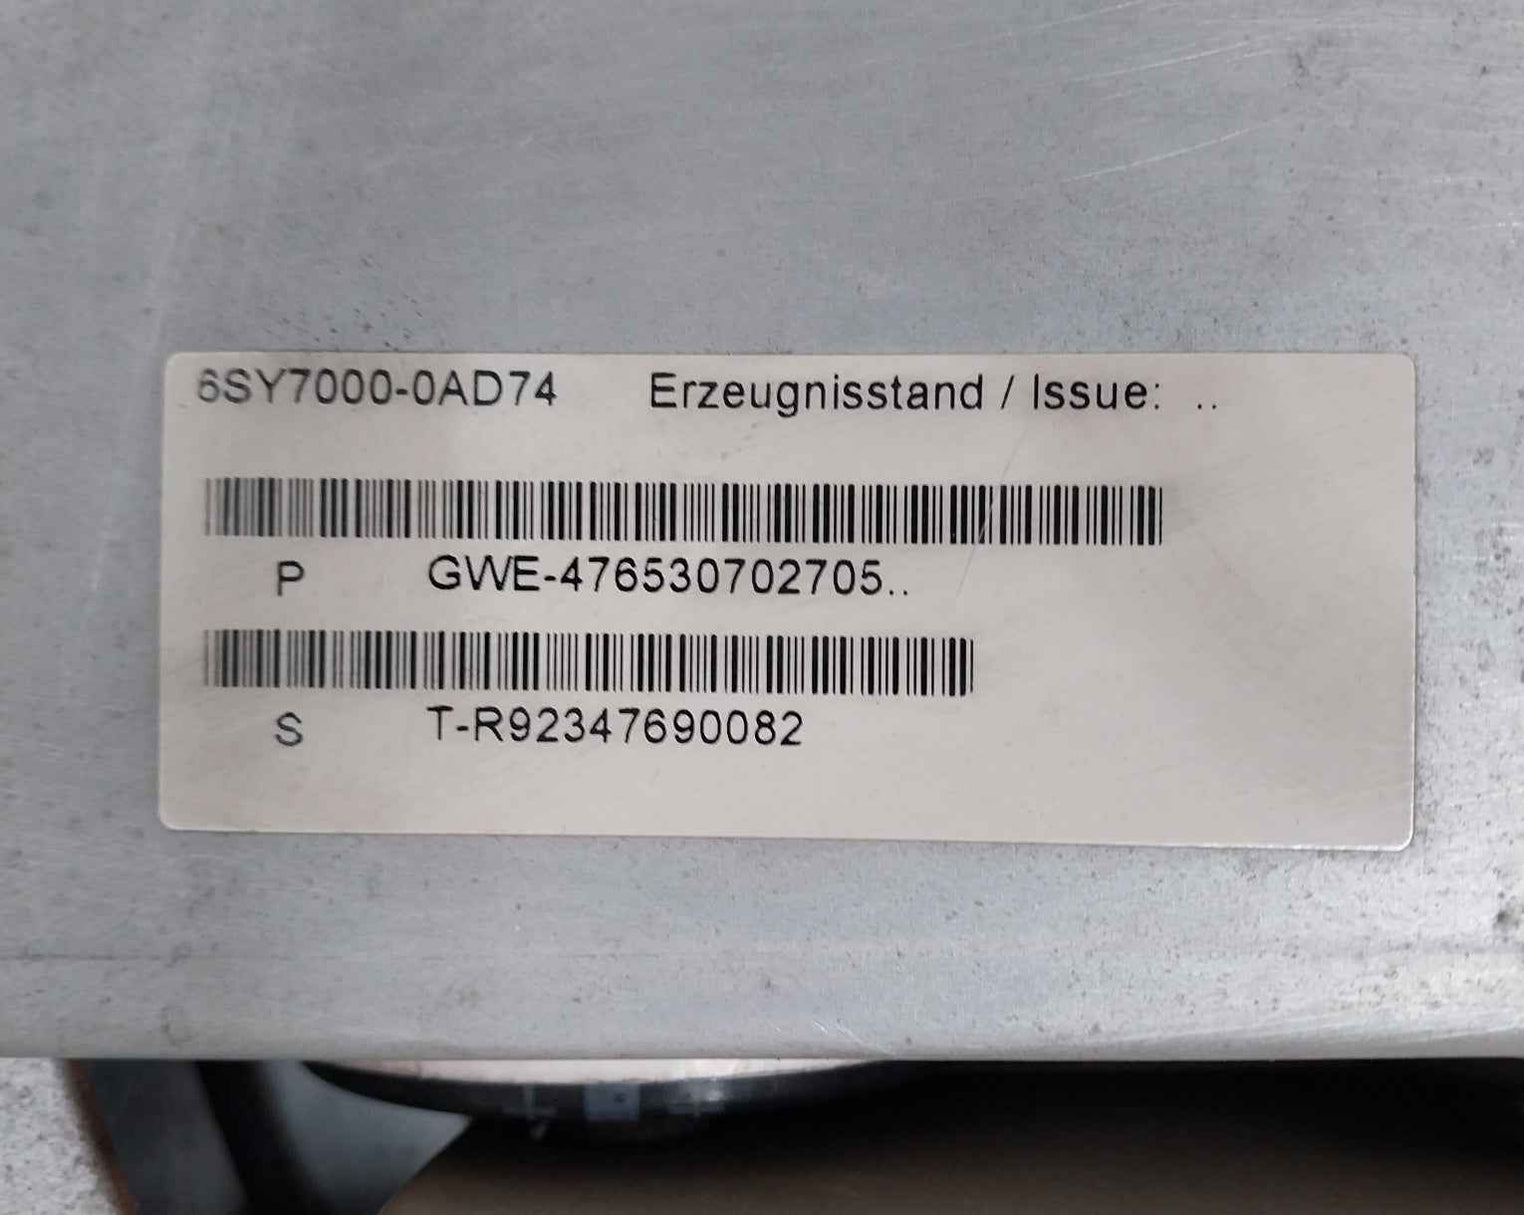 6SY7000-0AD74 Erzeugnisstand / Issue: ..
P GWE-476530702705..
S T-R92347690082